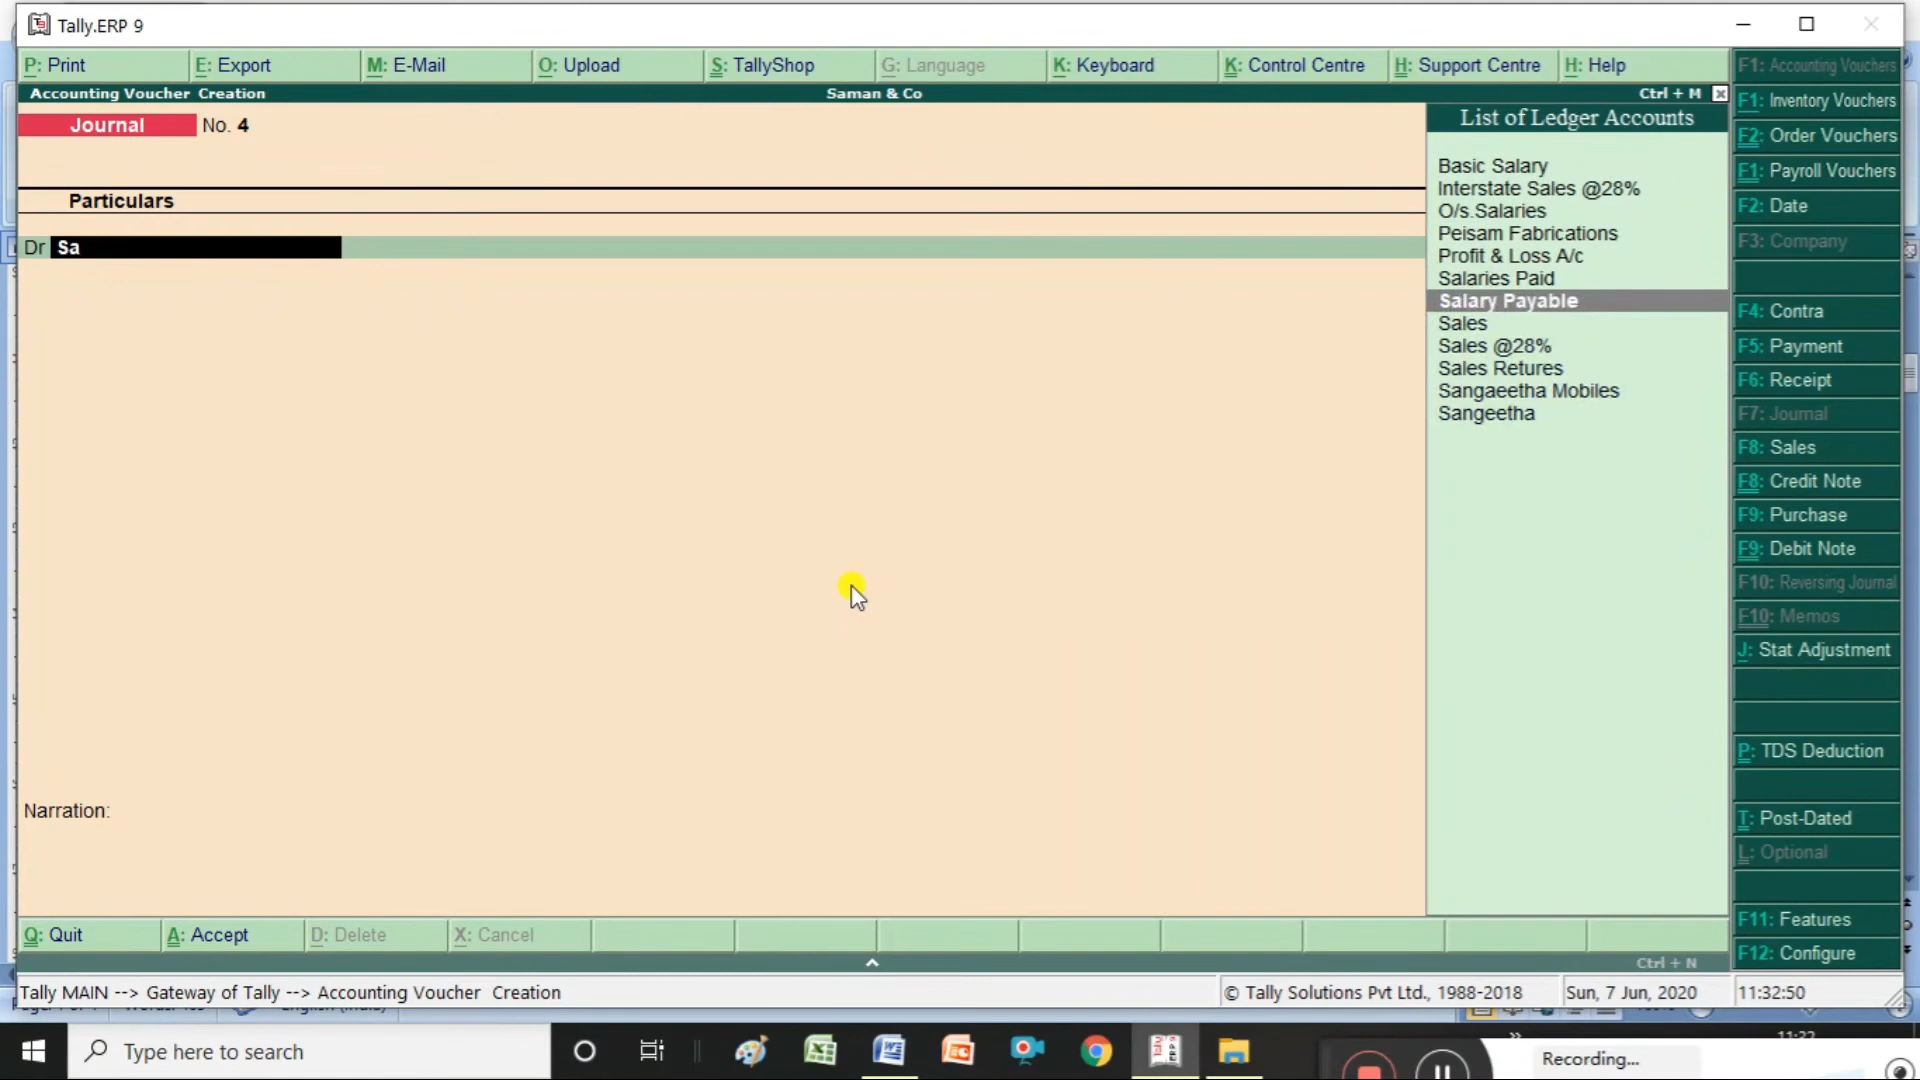 Tally.ERP 9
P: Print E: Export M: E-Mail O: Upload S: TallyShop G: Language K: Keyboard K: Control Centre H: Support Centre H: Help
Accounting Voucher Creation Saman & Co Ctrl + M
Journal No. 4
Particulars
Dr Sa
Narration:
List of Ledger Accounts
Basic Salary
Interstate Sales @28%
O/s.Salaries
Peisam Fabrications
Profit & Loss A/c
Salaries Paid
Salary Payable
Sales
Sales @28%
Sales Retures
Sangaeetha Mobiles
Sangeetha
F1: Accounting Vouchers
F1: Inventory Vouchers
F2: Order Vouchers
F1: Payroll Vouchers
F2: Date
F3: Company
F4: Contra
F5: Payment
F6: Receipt
F7: Journal
F8: Sales
F8: Credit Note
F9: Purchase
F9: Debit Note
F10: Reversing Journal
F10: Memos
J: Stat Adjustment
P: TDS Deduction
T: Post-Dated
L: Optional
F11: Features
F12: Configure
Q: Quit A: Accept D: Delete X: Cancel
Ctrl + N
Tally MAIN --> Gateway of Tally --> Accounting Voucher Creation © Tally Solutions Pvt Ltd., 1988-2018 Sun, 7 Jun, 2020 11:32:50
Type here to search
Recording...